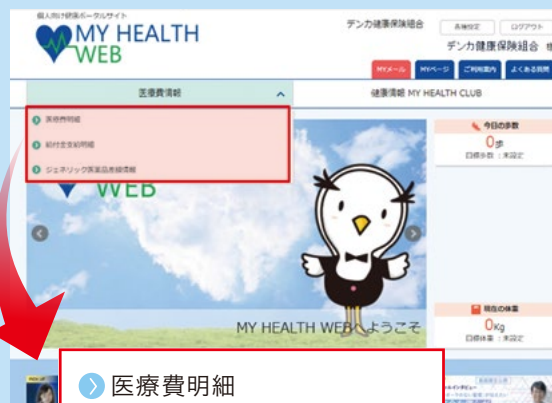 個人向け健康ポータルサイト
MY HEALTH
WEB
デンカ健康保険組合
各種設定
ログアウト
デンカ健康保険組合 様
MYメール
MYページ
ご利用案内
よくある質問
医療費情報
健康情報 MY HEALTH CLUB
医療費明細
給付金支給明細
ジェネリック医薬品差額情報
WEB
今日の歩数
0歩
目標歩数 : 未設定
MY HEALTH WEBへようこそ
現在の体重
0Kg
目標体重 : 未設定
医療費明細